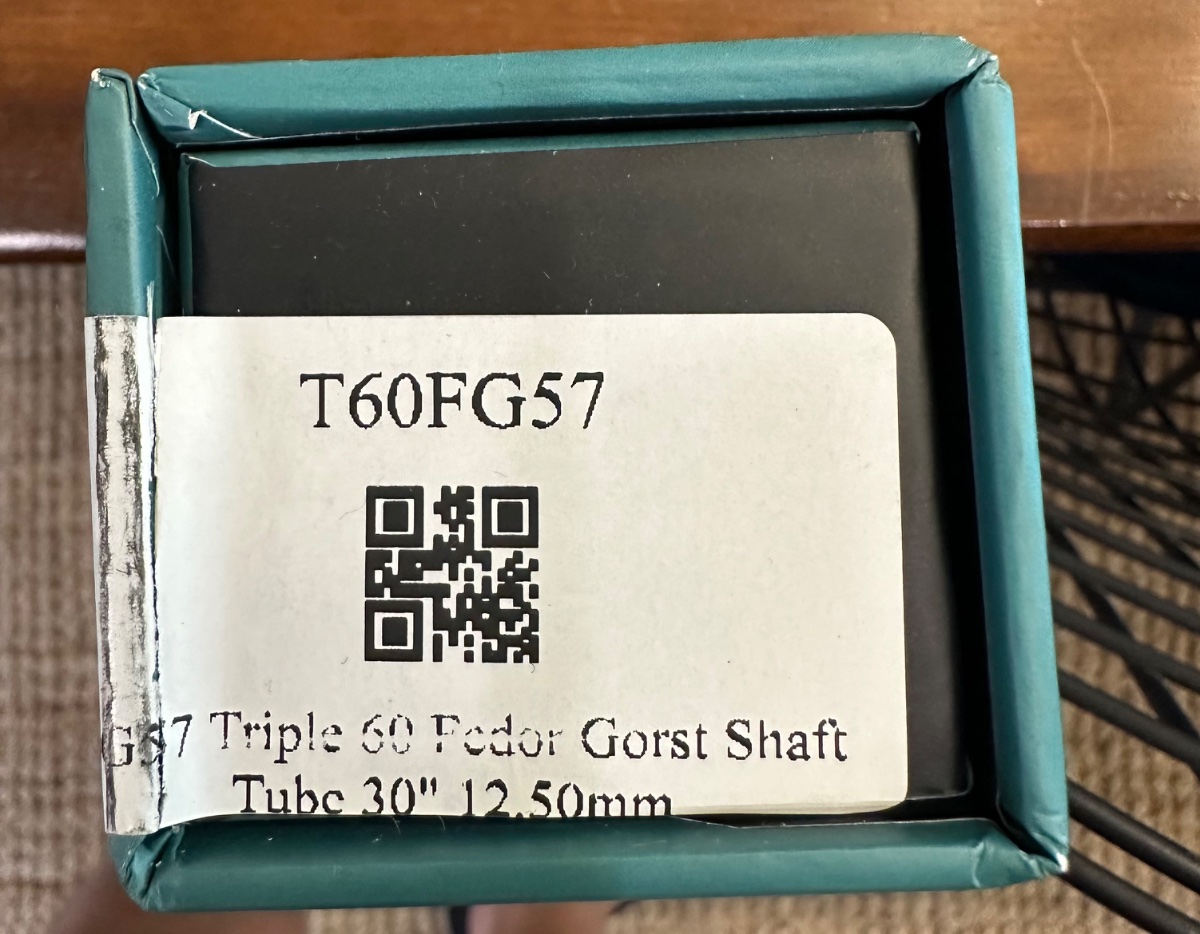 T60FG57
G57 Triple 60 Fedor Gorst Shaft
Tube 30" 12.50mm